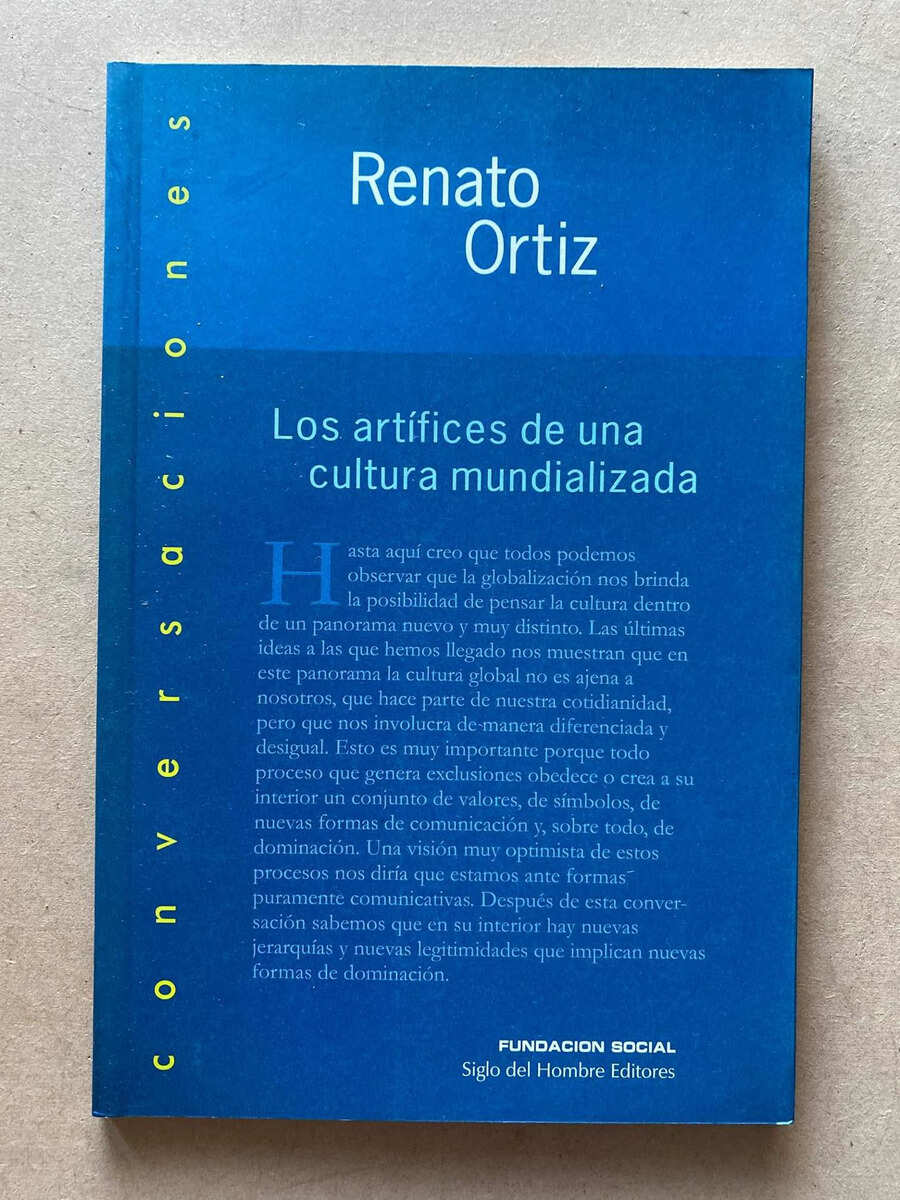 conversaciones
Renato
Ortiz
Los artífices de una
cultura mundializada
Hasta aquí creo que todos podemos
observar que la globalización nos brinda
la posibilidad de pensar la cultura dentro
de un panorama nuevo y muy distinto. Las últimas
ideas a las que hemos llegado nos muestran que en
este panorama la cultura global no es ajena a
nosotros, que hace parte de nuestra cotidianidad,
pero que nos involucra de manera diferenciada y
desigual. Esto es muy importante porque todo
proceso que genera exclusiones obedece o crea a su
interior un conjunto de valores, de símbolos, de
nuevas formas de comunicación y, sobre todo, de
dominación. Una visión muy optimista de estos
procesos nos diría que estamos ante formas
puramente comunicativas. Después de esta conver-
sación sabemos que en su interior hay nuevas
jerarquías y nuevas legitimidades que implican nuevas
formas de dominación.
FUNDACION SOCIAL
Siglo del Hombre Editores